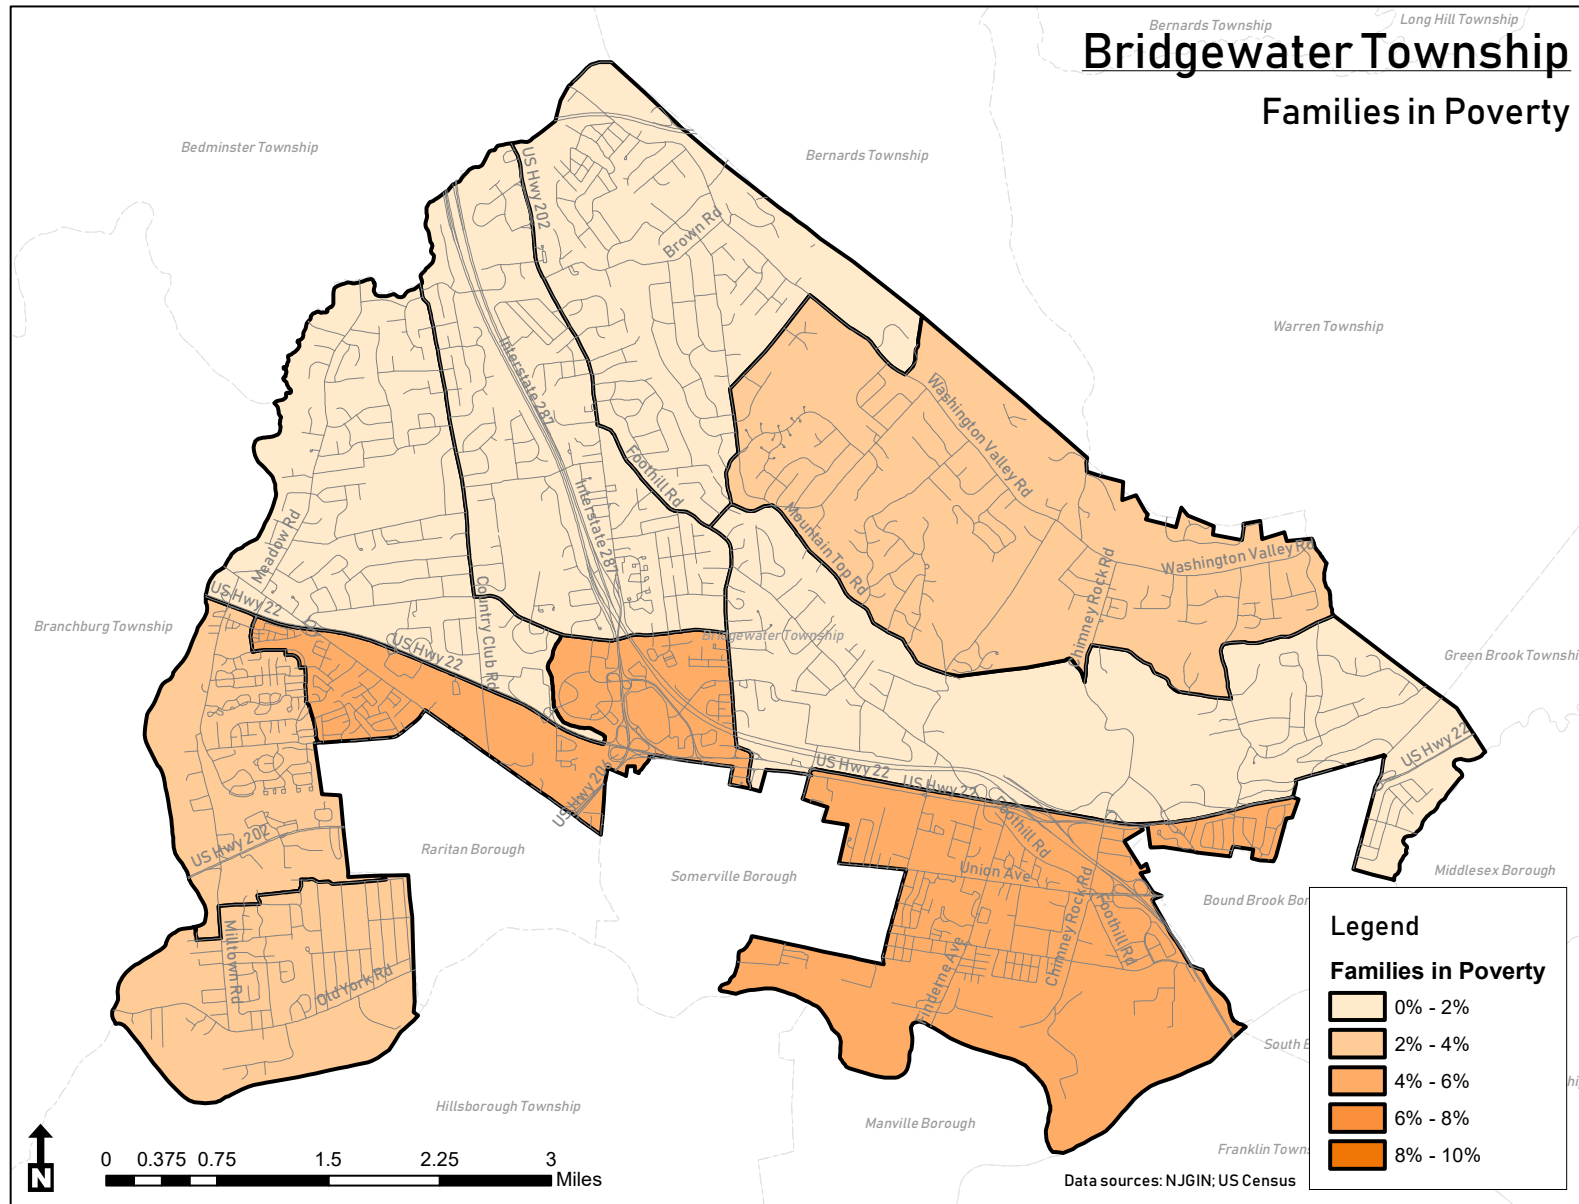 Bernards Township
Long Hill Township
Bridgewater Township
Families in Poverty
Bedminster Township
Bernards Township
US Hwy 202
Brown Rd
Warren Township
Interstate 287
Washington Valley Rd
Foothill Rd
Interstate 287
Mountain Top Rd
Meadow Rd
Washington Valley Rd
Chimney Rock Rd
US Hwy 22
Country Club Rd
Branchburg Township
Bridgewater Township
US Hwy 22
Green Brook Townshi
US Hwy 22
US Hwy 22
US Hwy 22
US Hwy 206
Foothill Rd
US Hwy 202
Raritan Borough
Somerville Borough
Union Ave
Middlesex Borough
Chimney Rock Rd
Foothill Rd
Bound Brook Bor
Milltown Rd
Old York Rd
Finderne Ave
South B
Hillsborough Township
Manville Borough
Franklin Towns
Legend
Families in Poverty
0% - 2%
2% - 4%
4% - 6%
6% - 8%
8% - 10%
N
0 0.375 0.75 1.5 2.25 3
Miles
Data sources: NJGIN; US Census